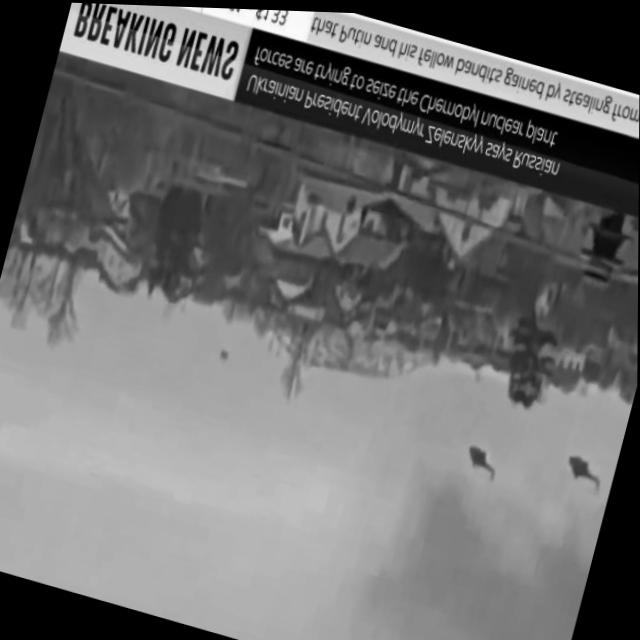 Ukrainian President Volodymyr Zelenskyy says Russian
Forces are trying to seize the Chernobyl nuclear plant
BREAKING NEWS
that Putin and his fellow bandits gained by stealing from